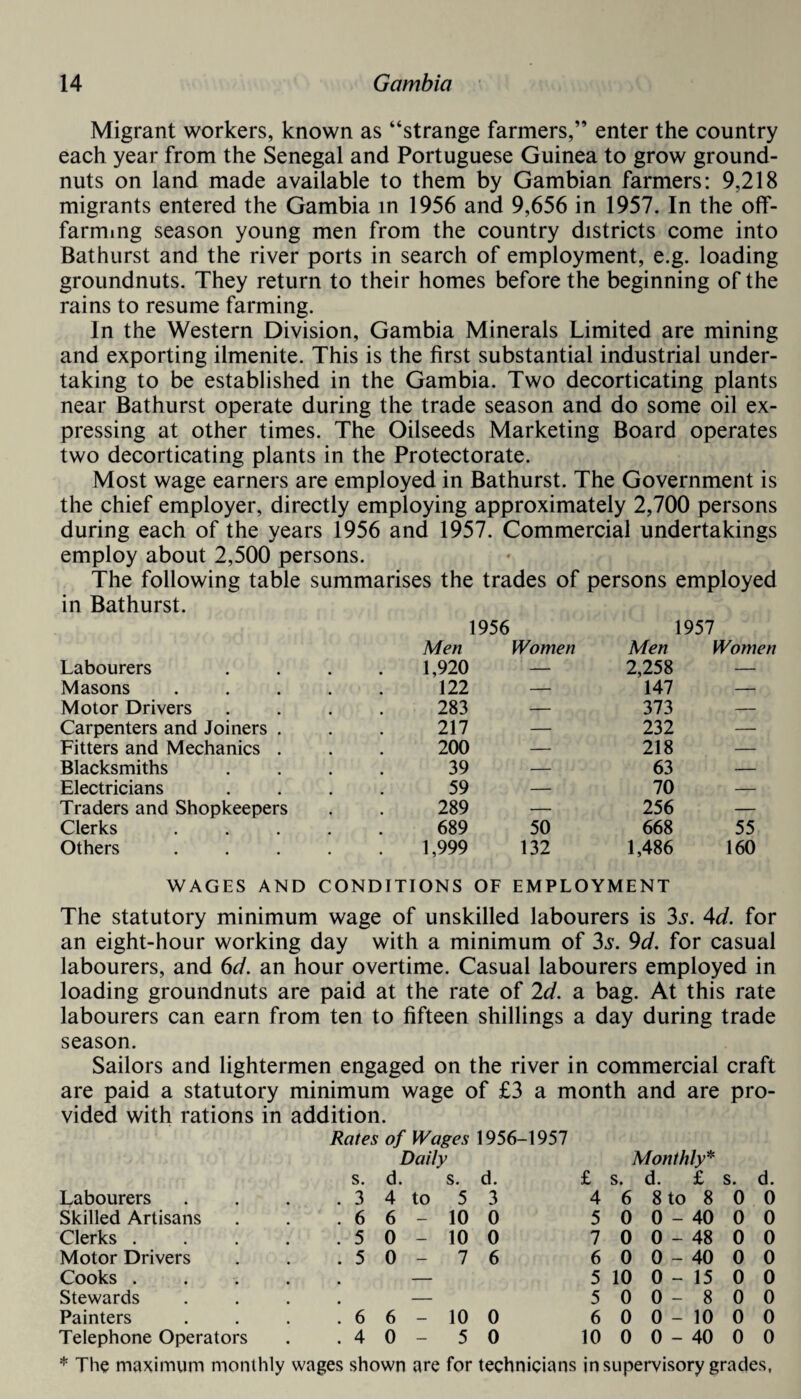 14 Gambia
Migrant workers, known as “strange farmers,” enter the country
each year from the Senegal and Portuguese Guinea to grow ground-
nuts on land made available to them by Gambian farmers: 9,218
migrants entered the Gambia in 1956 and 9,656 in 1957. In the off-
farming season young men from the country districts come into
Bathurst and the river ports in search of employment, e.g. loading
groundnuts. They return to their homes before the beginning of the
rains to resume farming.
In the Western Division, Gambia Minerals Limited are mining
and exporting ilmenite. This is the first substantial industrial under-
taking to be established in the Gambia. Two decorticating plants
near Bathurst operate during the trade season and do some oil ex-
pressing at other times. The Oilseeds Marketing Board operates
two decorticating plants in the Protectorate.
Most wage earners are employed in Bathurst. The Government is
the chief employer, directly employing approximately 2,700 persons
during each of the years 1956 and 1957. Commercial undertakings
employ about 2,500 persons.
The following table summarises the trades of persons employed
in Bathurst.
1956 1957
Men Women Men Women
Labourers . . . . 1,920 — 2,258 —
Masons . . . . . 122 — 147 —
Motor Drivers . . . . 283 — 373 —
Carpenters and Joiners . . . 217 — 232 —
Fitters and Mechanics . . . 200 — 218 —
Blacksmiths . . . . 39 — 63 —
Electricians . . . . 59 — 70 —
Traders and Shopkeepers . . 289 — 256 —
Clerks . . . . . 689 50 668 55
Others . . . . . 1,999 132 1,486 160
WAGES AND CONDITIONS OF EMPLOYMENT
The statutory minimum wage of unskilled labourers is 3s. 4d. for
an eight-hour working day with a minimum of 3s. 9d. for casual
labourers, and 6d. an hour overtime. Casual labourers employed in
loading groundnuts are paid at the rate of 2d. a bag. At this rate
labourers can earn from ten to fifteen shillings a day during trade
season.
Sailors and lightermen engaged on the river in commercial craft
are paid a statutory minimum wage of £3 a month and are pro-
vided with rations in addition.
Rates of Wages 1956-1957
Daily Monthly*
s. d. s. d. £ s. d. £ s. d.
Labourers . . . . 3 4 to 5 3 4 6 8 to 8 0 0
Skilled Artisans . . . 6 6 – 10 0 5 0 0 – 40 0 0
Clerks . . . . . 5 0 – 10 0 7 0 0 – 48 0 0
Motor Drivers . . . 5 0 – 7 6 6 0 0 – 40 0 0
Cooks . . . . . — 5 10 0 – 15 0 0
Stewards . . . . — 5 0 0 – 8 0 0
Painters . . . . 6 6 – 10 0 6 0 0 – 10 0 0
Telephone Operators . . 4 0 – 5 0 10 0 0 – 40 0 0
* The maximum monthly wages shown are for technicians in supervisory grades,